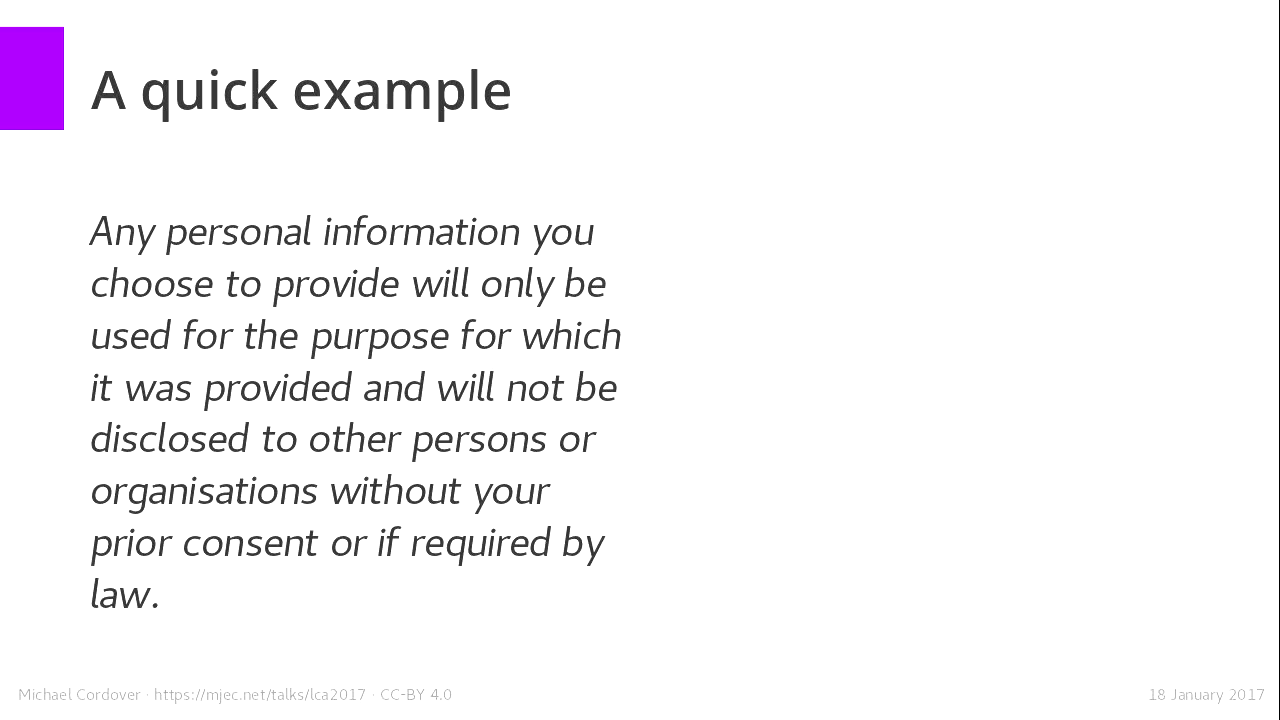 A quick example
Any personal information you
choose to provide will only be
used for the purpose for which
it was provided and will not be
disclosed to other persons or
organisations without your
prior consent or if required by
law.
Michael Cordover · https://mjec.net/talks/lca2017 · CC-BY 4.0
18 January 2017